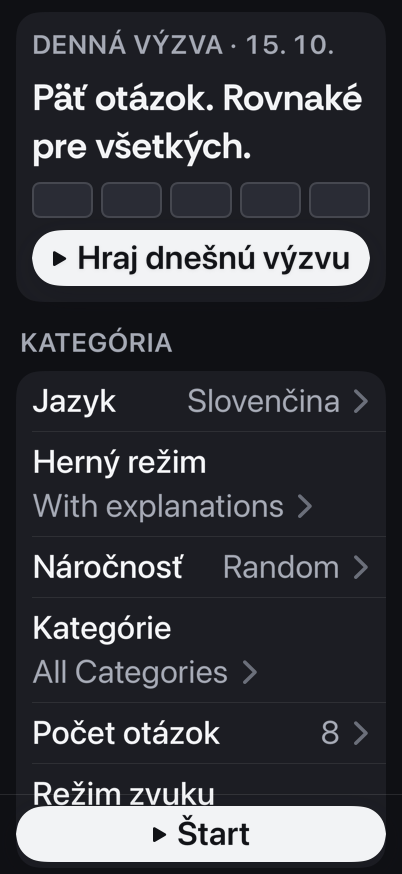 DENNÁ VÝZVA · 15. 10.
Päť otázok. Rovnaké
pre všetkých.
Hraj dnešnú výzvu
KATEGÓRIA
Jazyk Slovenčina
Herný režim
With explanations
Náročnosť Random
Kategórie
All Categories
Počet otázok 8
Režim zvuku
Štart